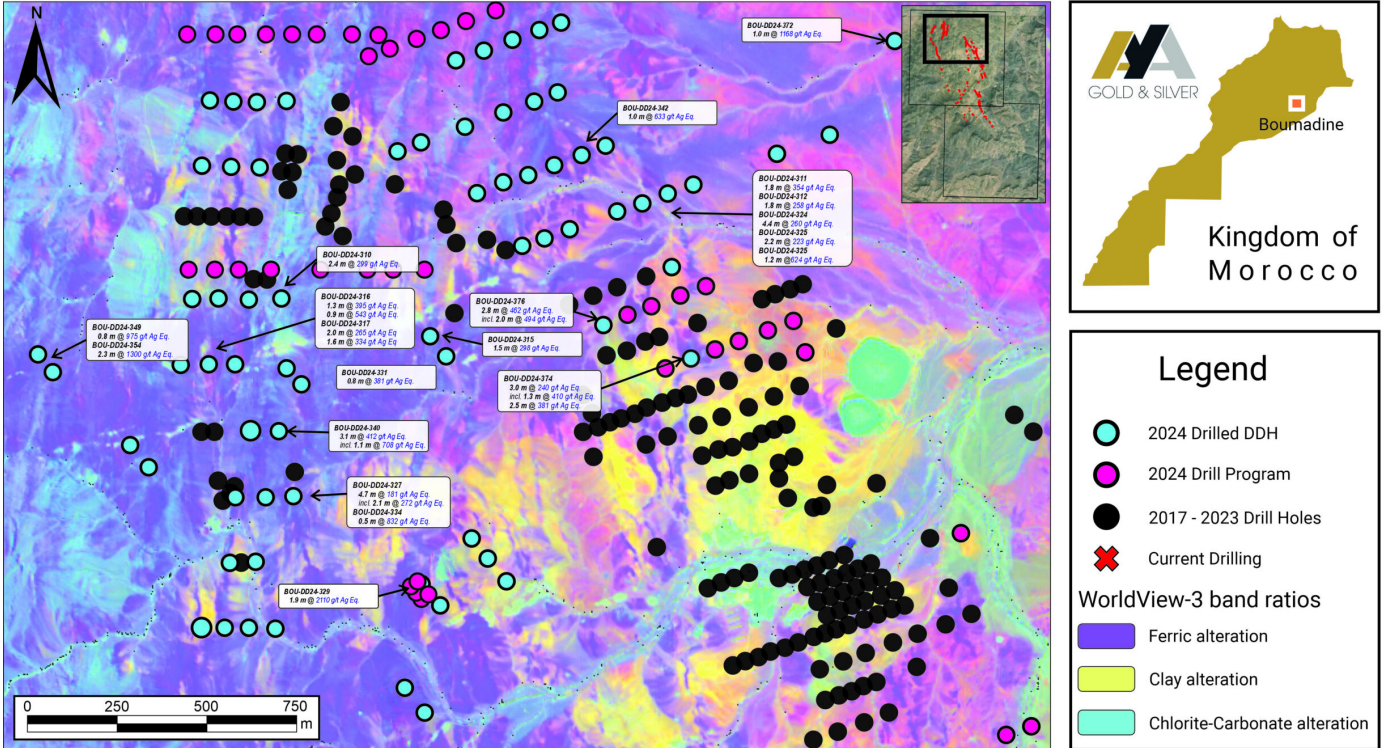 N
BOU-DD24-372
1.0 m @ 1168 g/t Ag Eq.
BOU-DD24-342
1.0 m @ 633 g/t Ag Eq.
BOU-DD24-311
1.8 m @ 354 g/t Ag Eq.
BOU-DD24-312
1.8 m @ 258 g/t Ag Eq.
BOU-DD24-324
4.4 m @ 260 g/t Ag Eq.
BOU-DD24-325
2.2 m @ 223 g/t Ag Eq.
BOU-DD24-325
1.2 m @624 g/t Ag Eq.
BOU-DD24-310
2.4 m @ 299 g/t Ag Eq.
BOU-DD24-316
1.3 m @ 395 g/t Ag Eq.
0.9 m @ 543 g/t Ag Eq.
BOU-DD24-317
2.0 m @ 265 g/t Ag Eq.
1.6 m @ 334 g/t Ag Eq.
BOU-DD24-376
2.8 m @ 462 g/t Ag Eq.
incl. 2.0 m @ 494 g/t Ag Eq.
BOU-DD24-349
0.8 m @ 975 g/t Ag Eq.
BOU-DD24-354
2.3 m @ 1300 g/t Ag Eq.
BOU-DD24-315
1.5 m @ 298 g/t Ag Eq.
BOU-DD24-331
0.8 m @ 381 g/t Ag Eq.
BOU-DD24-374
3.0 m @ 240 g/t Ag Eq.
incl. 1.3 m @ 410 g/t Ag Eq.
2.5 m @ 381 g/t Ag Eq.
BOU-DD24-340
3.1 m @ 412 g/t Ag Eq.
incl. 1.1 m @ 708 g/t Ag Eq.
BOU-DD24-327
4.7 m @ 181 g/t Ag Eq.
incl. 2.1 m @ 272 g/t Ag Eq.
BOU-DD24-334
0.5 m @ 832 g/t Ag Eq.
BOU-DD24-329
1.9 m @ 2110 g/t Ag Eq.
0 250 500 750
m
AYA
GOLD & SILVER
Boumadine
Kingdom of
Morocco
Legend
2024 Drilled DDH
2024 Drill Program
2017 - 2023 Drill Holes
Current Drilling
WorldView-3 band ratios
Ferric alteration
Clay alteration
Chlorite-Carbonate alteration